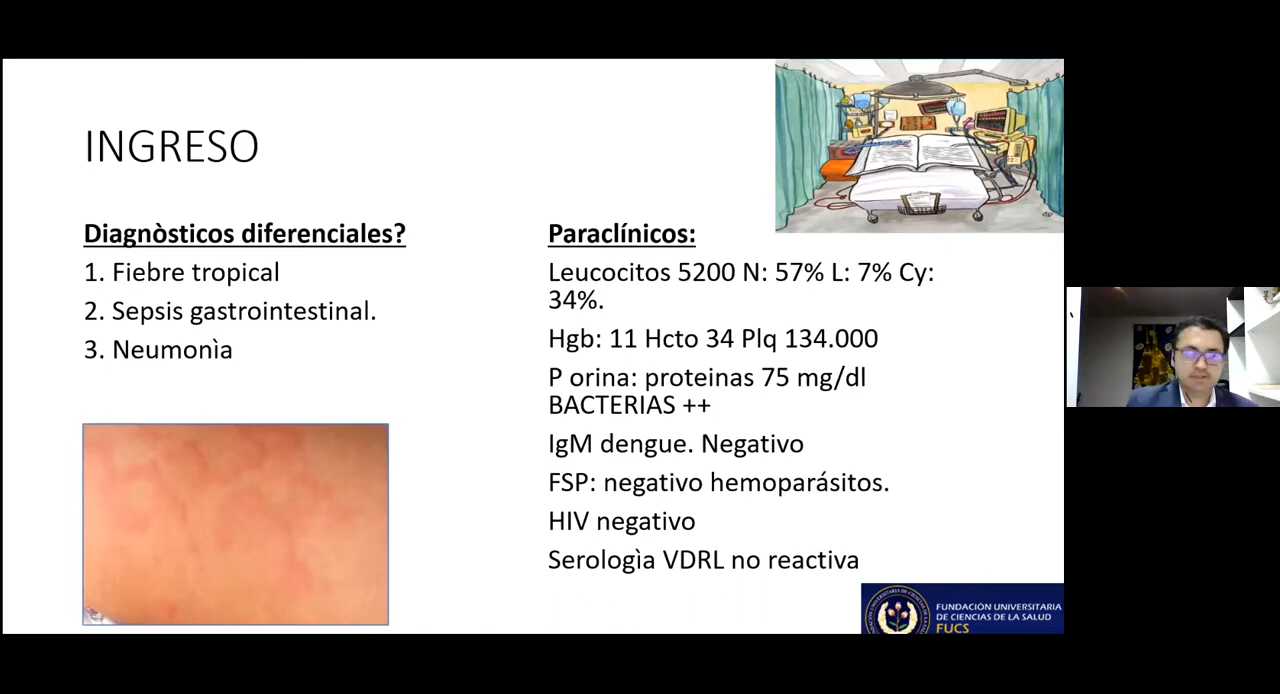 INGRESO
Diagnòsticos diferenciales?
1. Fiebre tropical
2. Sepsis gastrointestinal.
3. Neumonìa
Paraclínicos:
Leucocitos 5200 N: 57% L: 7% Cy:
34%.
Hgb: 11 Hcto 34 Plq 134.000
P orina: proteinas 75 mg/dl
BACTERIAS ++
IgM dengue. Negativo
FSP: negativo hemoparásitos.
HIV negativo
Serologìa VDRL no reactiva
FUNDACIÓN UNIVERSITARIA
DE CIENCIAS DE LA SALUD
FUCS